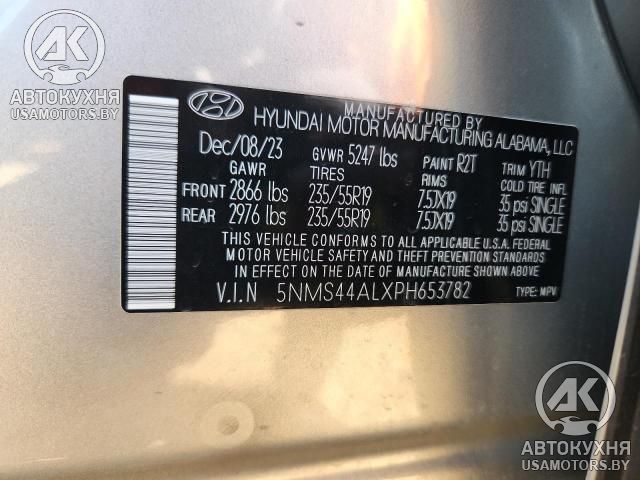 АВТОКУХНЯ
USAMOTORS.BY
MANUFACTURED BY
HYUNDAI MOTOR MANUFACTURING ALABAMA, LLC
Dec/08/23 GVWR 5247 lbs PAINT R2T TRIM YTH
GAWR TIRES RIMS COLD TIRE INFL
FRONT 2866 lbs 235/55R19 7.5JX19 35 psi SINGLE
REAR 2976 lbs 235/55R19 7.5JX19 35 psi SINGLE
THIS VEHICLE CONFORMS TO ALL APPLICABLE U.S.A. FEDERAL
MOTOR VEHICLE SAFETY AND THEFT PREVENTION STANDARDS
IN EFFECT ON THE DATE OF MANUFACTURE SHOWN ABOVE.
V.I.N 5NMS44ALXPH653782 TYPE: MPV
АВТОКУХНЯ
USAMOTORS.BY